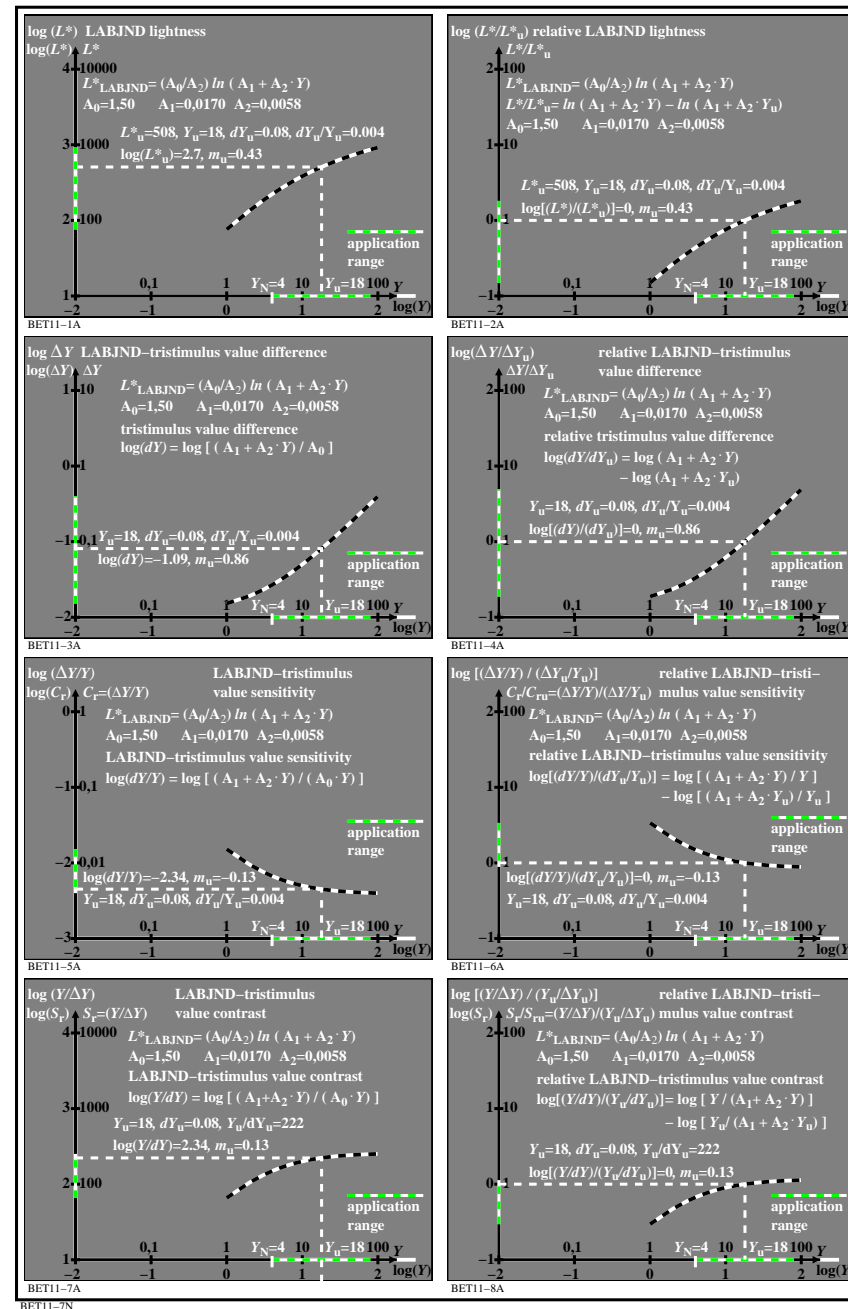 log (L*) LABJND lightness
log(L*) L*
4 10000
L*LABJND= (A0/A2) ln ( A1 + A2·Y)
A0=1,50 A1=0,0170 A2=0,0058
L*u=508, Yu=18, dYu=0.08, dYu/Yu=0.004
3 1000
log(L*u)=2.7, mu=0.43
2 100
application
range
0,1 1 YN=4 10 Yu=18 100 Y
1
−2 −1 0 1 2 log(Y)
BET11−1A
log (L*/L*u) relative LABJND lightness
L*/L*u
2 100
L*LABJND= (A0/A2) ln ( A1 + A2·Y)
L*/L*u= ln ( A1 + A2·Y) − ln ( A1 + A2·Yu)
A0=1,50 A1=0,0170 A2=0,0058
1 10
L*u=508, Yu=18, dYu=0.08, dYu/Yu=0.004
log[(L*)/(L*u)]=0, mu=0.43
0 1
application
range
0,1 1 YN=4 10 Yu=18 100 Y
−1
−2 −1 0 1 2 log(Y)
BET11−2A
log ΔY LABJND−tristimulus value difference
log(ΔY) ΔY
1 10
L*LABJND= (A0/A2) ln ( A1 + A2·Y)
A0=1,50 A1=0,0170 A2=0,0058
tristimulus value difference
log(dY) = log [ ( A1 + A2·Y) / A0 ]
0 1
Yu=18, dYu=0.08, dYu/Yu=0.004
−1 0,1
log(dY)=−1.09, mu=0.86
application
range
0,1 1 YN=4 10 Yu=18 100 Y
−2
−2 −1 0 1 2 log(Y)
BET11−3A
log(ΔY/ΔYu) relative LABJND−tristimulus
ΔY/ΔYu value difference
2 100
L*LABJND= (A0/A2) ln ( A1 + A2·Y)
A0=1,50 A1=0,0170 A2=0,0058
relative tristimulus value difference
log(dY/dYu) = log ( A1 + A2·Y)
1 10
− log (A1 + A2·Yu)
Yu=18, dYu=0.08, dYu/Yu=0.004
log[(dY)/(dYu)]=0, mu=0.86
0 1
application
range
0,1 1 YN=4 10 Yu=18 100 Y
−1
−2 −1 0 1 2 log(Y)
BET11−4A
log (ΔY/Y) LABJND−tristimulus
log(Cr) Cr=(ΔY/Y) value sensitivity
0 1
L*LABJND= (A0/A2) ln ( A1 + A2·Y)
A0=1,50 A1=0,0170 A2=0,0058
LABJND−tristimulus value sensitivity
log(dY/Y) = log [ ( A1 + A2·Y) / ( A0·Y) ]
−1 0,1
application
range
−2 0,01
log(dY/Y)=−2.34, mu=−0.13
Yu=18, dYu=0.08, dYu/Yu=0.004
0,1 1 YN=4 10 Yu=18 100 Y
−3
−2 −1 0 1 2 log(Y)
BET11−5A
log [(ΔY/Y) / (ΔYu/Yu)] relative LABJND−tristi−
Cr/Cru=(ΔY/Y)/(ΔY/Yu) mulus value sensitivity
2 100
L*LABJND= (A0/A2) ln ( A1 + A2·Y)
A0=1,50 A1=0,0170 A2=0,0058
relative LABJND−tristimulus value sensitivity
log[(dY/Y)/(dYu/Yu)] = log [ ( A1 + A2·Y) / Y ]
1 10
− log [ ( A1 + A2·Yu) / Yu ]
application
range
0 1
log[(dY/Y)/(dYu/Yu)]=0, mu=−0.13
Yu=18, dYu=0.08, dYu/Yu=0.004
0,1 1 YN=4 10 Yu=18 100 Y
−1
−2 −1 0 1 2 log(Y)
BET11−6A
log (Y/ΔY) LABJND−tristimulus
log(Sr) Sr=(Y/ΔY) value contrast
4 10000
L*LABJND= (A0/A2) ln ( A1 + A2·Y)
A0=1,50 A1=0,0170 A2=0,0058
LABJND−tristimulus value contrast
log(Y/dY) = log [ ( A1+A2·Y) / ( A0·Y) ]
3 1000
Yu=18, dYu=0.08, Yu/dYu=222
log(Y/dY)=2.34, mu=0.13
2 100
application
range
0,1 1 YN=4 10 Yu=18 100 Y
1
−2 −1 0 1 2 log(Y)
BET11−7A
log [(Y/ΔY) / (Yu/ΔYu)] relative LABJND−tristi−
log(Sr) Sr/Sru=(Y/ΔY)/(Yu/ΔYu) mulus value contrast
2 100
L*LABJND= (A0/A2) ln ( A1 + A2·Y)
A0=1,50 A1=0,0170 A2=0,0058
relative LABJND−tristimulus value contrast
log[(Y/dY)/(Yu/dYu)]= log [ Y / (A1+ A2·Y) ]
1 10
− log [ Yu/ (A1 + A2·Yu) ]
Yu=18, dYu=0.08, Yu/dYu=222
log[(Y/dY)/(Yu/dYu)]=0, mu=0.13
0 1
application
range
0,1 1 YN=4 10 Yu=18 100 Y
−1
−2 −1 0 1 2 log(Y)
BET11−8A
BET11−7N